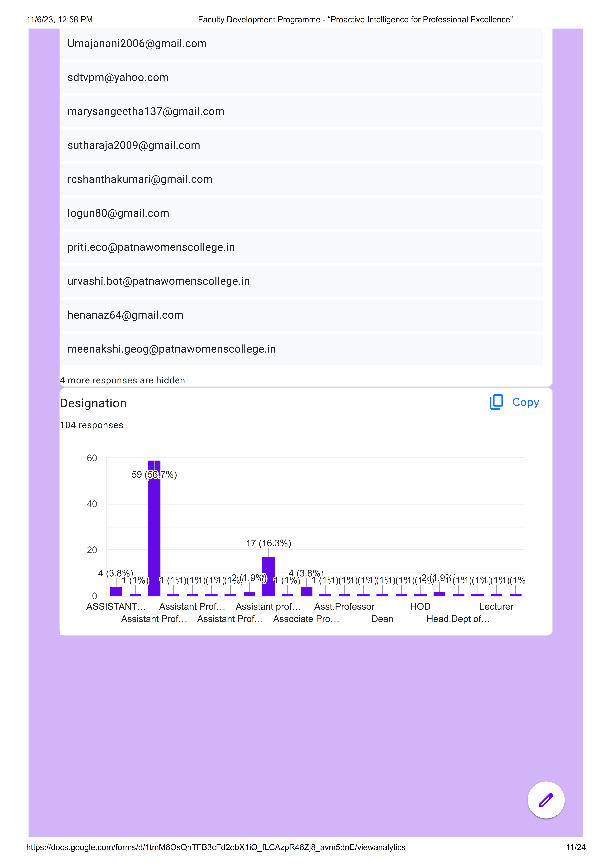 11/6/23, 12:56 PM Faculty Development Programme - "Proactive Intelligence for Professional Excellence"
Umajanani2006@gmail.com
sdtvpm@yahoo.com
marysangeetha137@gmail.com
sutharaja2009@gmail.com
roshanthakumari@gmail.com
logun80@gmail.com
priti.eco@patnawomenscollege.in
urvashi.bot@patnawomenscollege.in
henanaz64@gmail.com
meenakshi.geog@patnawomenscollege.in
4 more responses are hidden
Designation Copy
104 responses
60
59 (56.7%)
40
20
17 (16.3%)
4 (3.8%) 4 (3.8%)
0
ASSISTANT… Assistant Prof… Assistant prof… Asst.Professor HOD Lecturer
Assistant Prof… Assistant Prof… Associate Pro… Dean Head,Dept of…
11/24